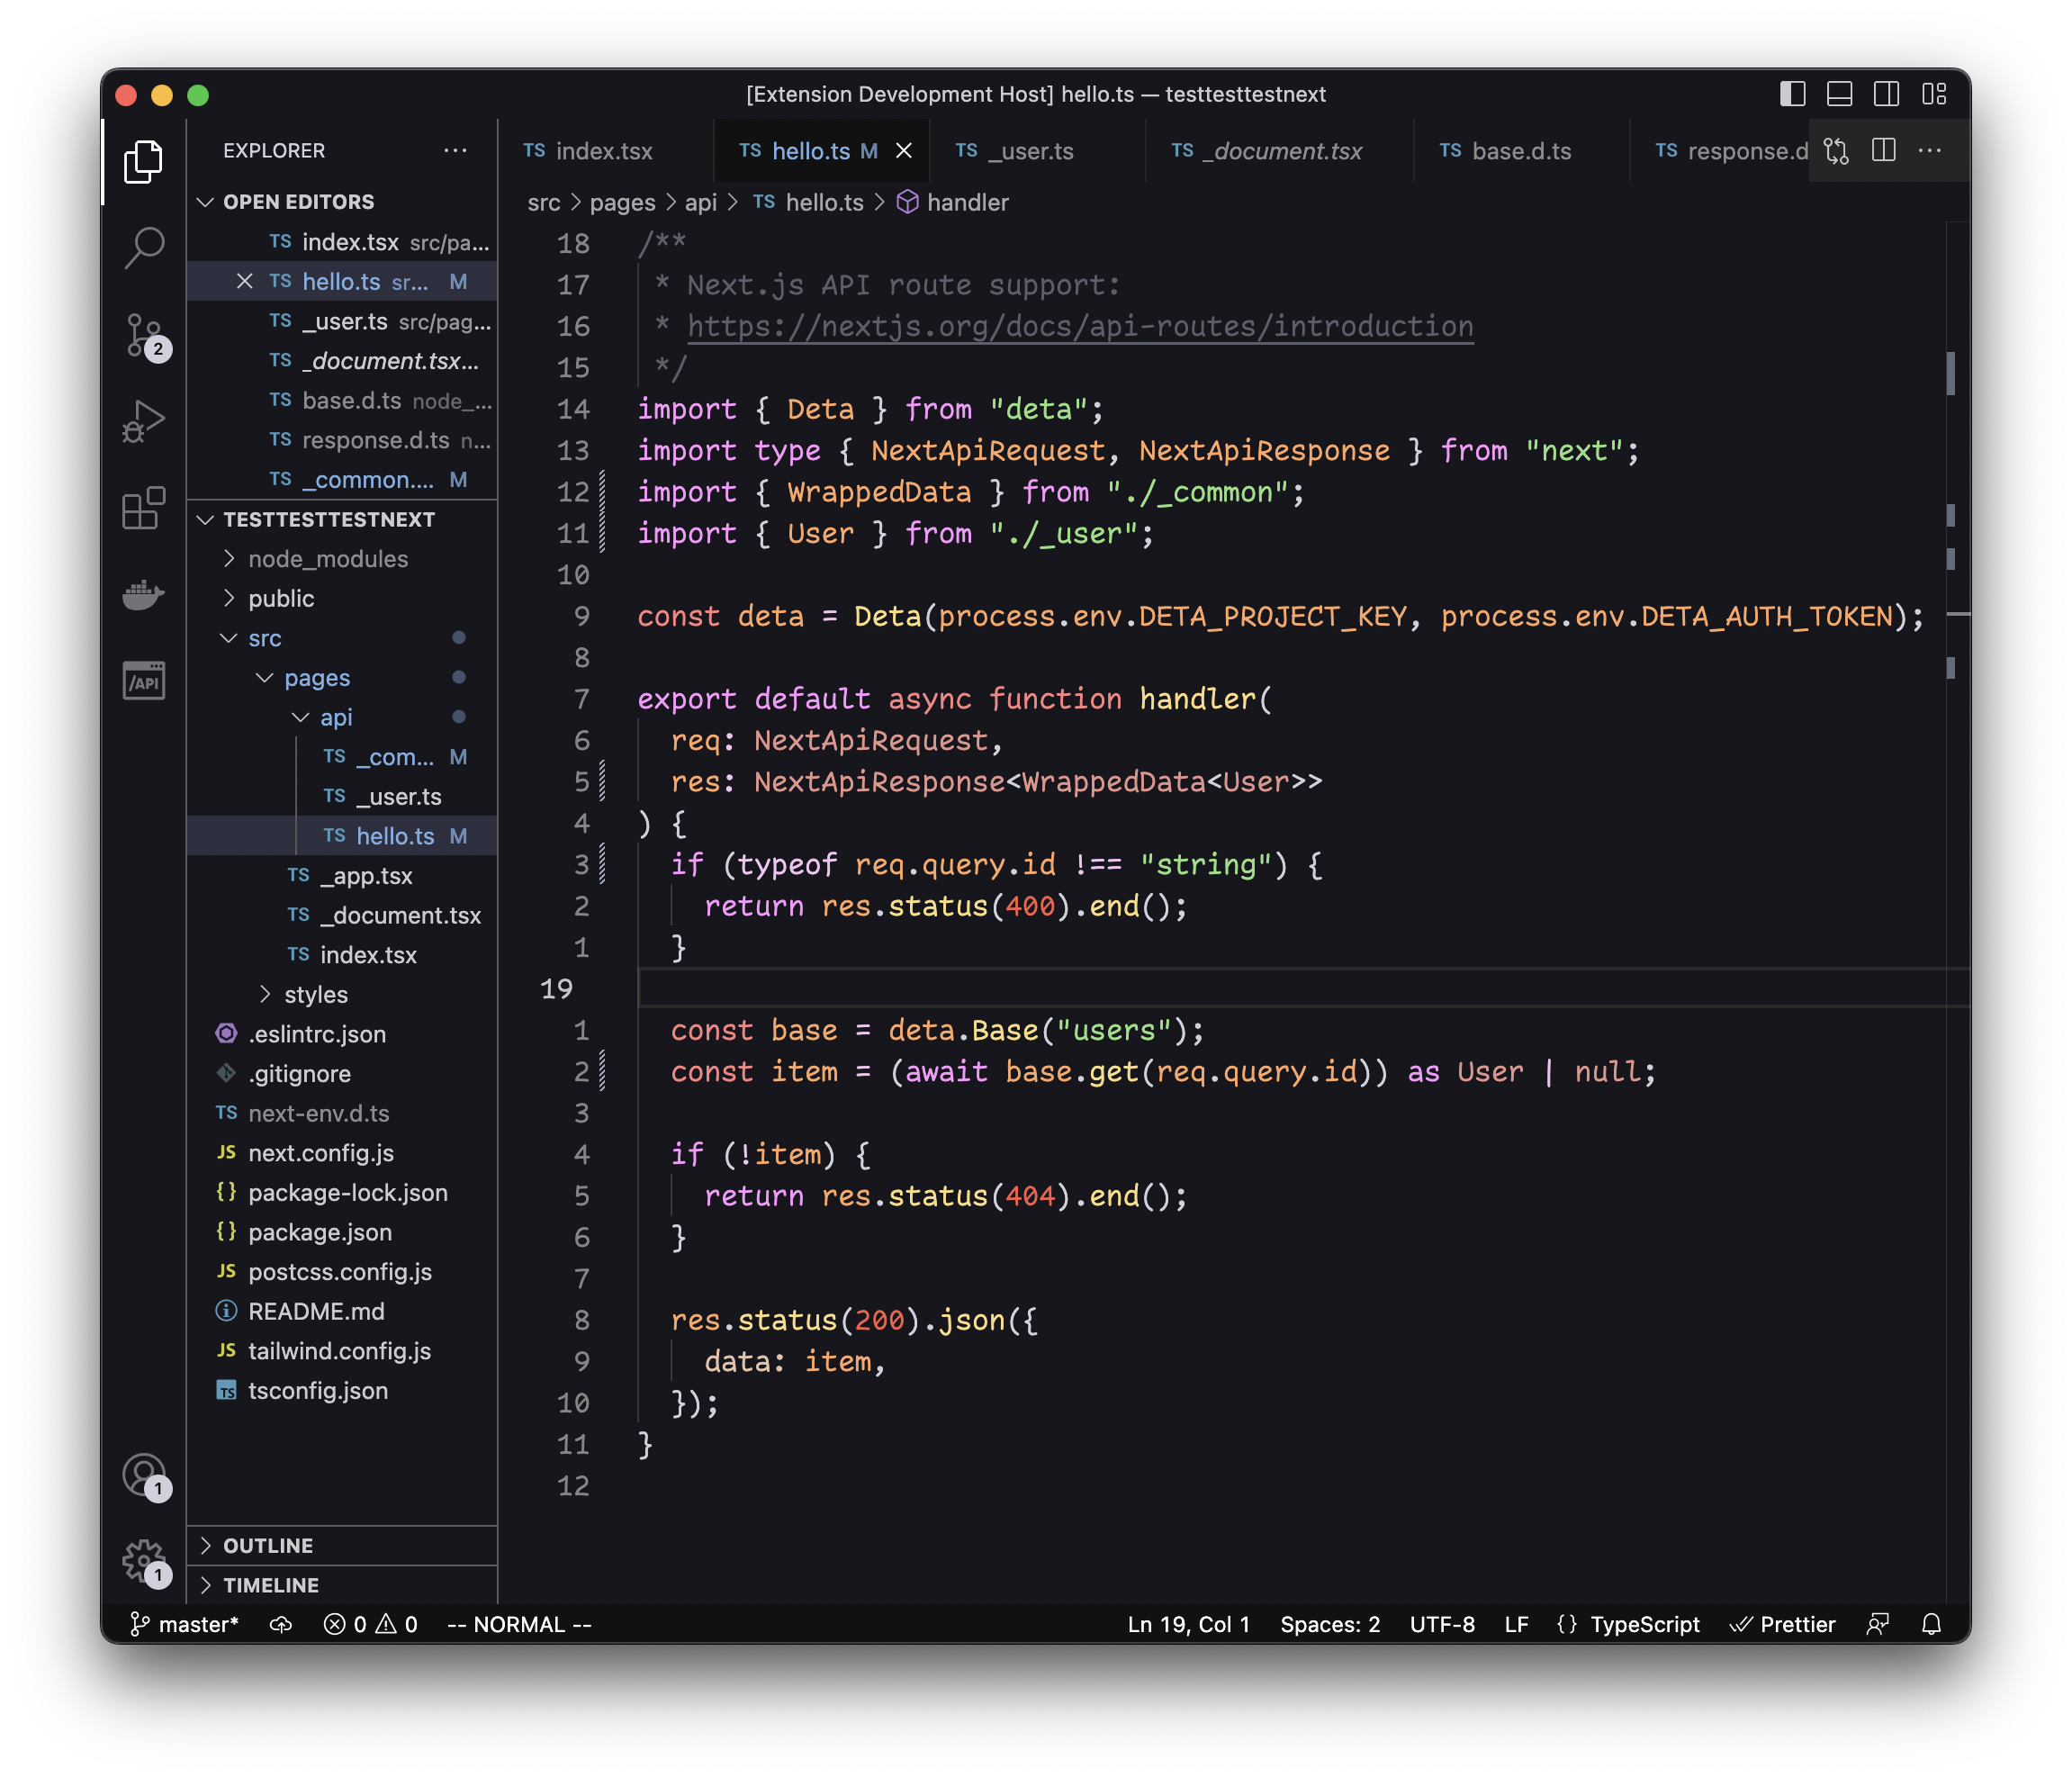 [Extension Development Host] hello.ts — testtesttestnext
EXPLORER
OPEN EDITORS
TS index.tsx src/pa...
TS hello.ts sr... M
TS _user.ts src/pag...
TS _document.tsx...
TS base.d.ts node_...
TS response.d.ts n...
TS _common.... M
TESTTESTTESTNEXT
node_modules
public
src
pages
api
TS _com... M
TS _user.ts
TS hello.ts M
TS _app.tsx
TS _document.tsx
TS index.tsx
styles
.eslintrc.json
.gitignore
TS next-env.d.ts
JS next.config.js
{} package-lock.json
{} package.json
JS postcss.config.js
README.md
JS tailwind.config.js
TS tsconfig.json
OUTLINE
TIMELINE
2
/API
1
1
TS index.tsx TS hello.ts M TS _user.ts TS _document.tsx TS base.d.ts TS response.d
src > pages > api > TS hello.ts > handler
18 /**
17 * Next.js API route support:
16 * https://nextjs.org/docs/api-routes/introduction
15 */
14 import { Deta } from "deta";
13 import type { NextApiRequest, NextApiResponse } from "next";
12 import { WrappedData } from "./_common";
11 import { User } from "./_user";
10
9 const deta = Deta(process.env.DETA_PROJECT_KEY, process.env.DETA_AUTH_TOKEN);
8
7 export default async function handler(
6 req: NextApiRequest,
5 res: NextApiResponse<WrappedData<User>>
4 ) {
3 if (typeof req.query.id !== "string") {
2 return res.status(400).end();
1 }
19
1 const base = deta.Base("users");
2 const item = (await base.get(req.query.id)) as User | null;
3
4 if (!item) {
5 return res.status(404).end();
6 }
7
8 res.status(200).json({
9 data: item,
10 });
11 }
12
master* 0 0 -- NORMAL -- Ln 19, Col 1 Spaces: 2 UTF-8 LF {} TypeScript Prettier